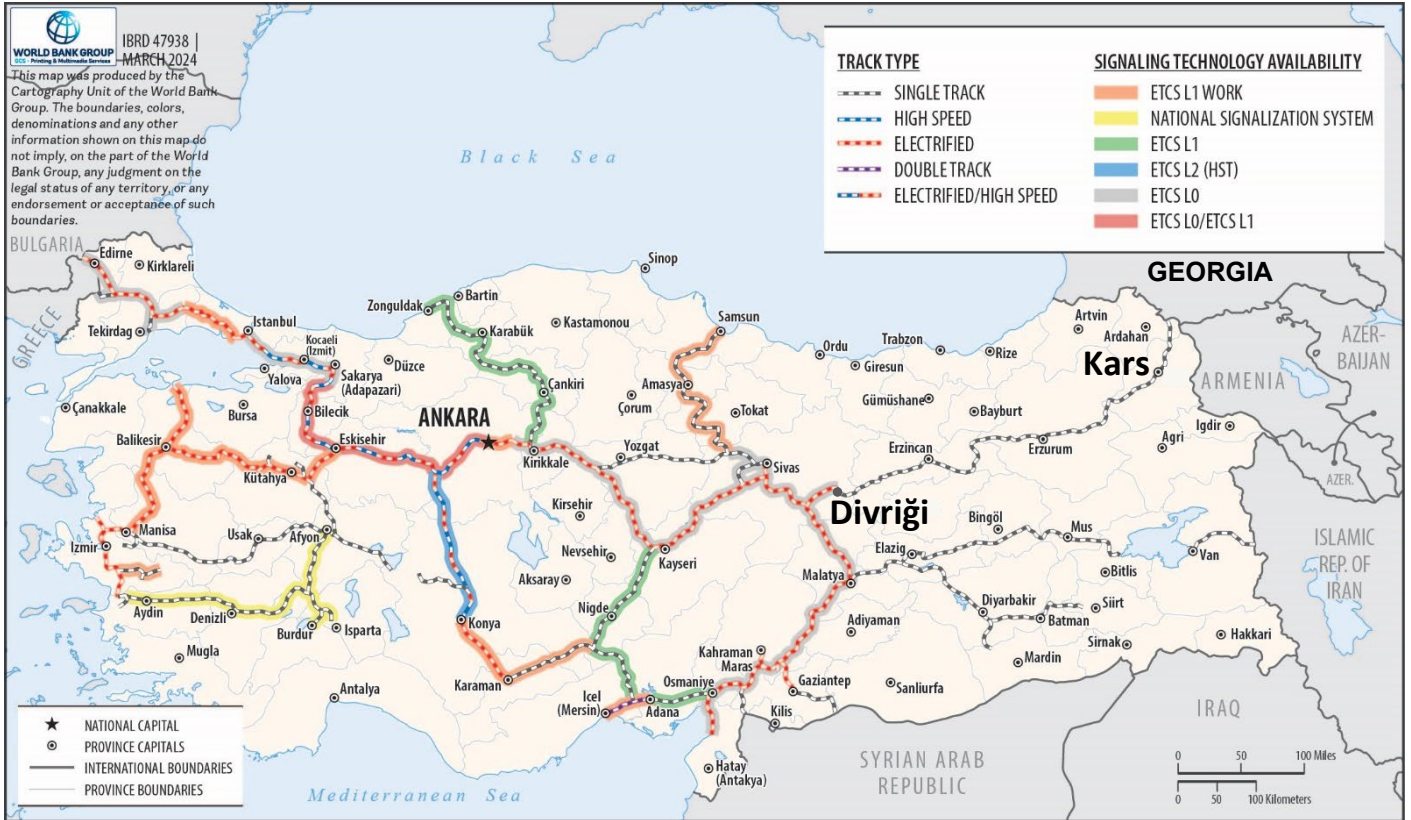 WORLD BANK GROUP
GCS - Printing & Multimedia Services
IBRD 47938 |
MARCH 2024
This map was produced by the
Cartography Unit of the World Bank
Group. The boundaries, colors,
denominations and any other
information shown on this map do
not imply, on the part of the World
Bank Group, any judgment on the
legal status of any territory, or any
endorsement or acceptance of such
boundaries.
TRACK TYPE
SINGLE TRACK
HIGH SPEED
ELECTRIFIED
DOUBLE TRACK
ELECTRIFIED/HIGH SPEED
SIGNALING TECHNOLOGY AVAILABILITY
ETCS L1 WORK
NATIONAL SIGNALIZATION SYSTEM
ETCS L1
ETCS L2 (HST)
ETCS L0
ETCS L0/ETCS L1
Black Sea
BULGARIA
GREECE
GEORGIA
AZER-
BAIJAN
ARMENIA
AZER.
ISLAMIC
REP. OF
IRAN
IRAQ
SYRIAN ARAB
REPUBLIC
Mediterranean Sea
Edirne
Kirklareli
Tekirdag
Istanbul
Kocaeli
(Izmit)
Yalova
Sakarya
(Adapazari)
Düzce
Zonguldak
Bartin
Karabük
Kastamonou
Sinop
Samsun
Ordu
Giresun
Trabzon
Rize
Artvin
Ardahan
Kars
Çanakkale
Bursa
Bilecik
Eskisehir
ANKARA
Çankiri
Kirikkale
Çorum
Amasya
Tokat
Yozgat
Sivas
Gümüshane
Bayburt
Erzincan
Erzurum
Agri
Igdir
Balikesir
Kütahya
Manisa
Izmir
Usak
Afyon
Kirsehir
Nevsehir
Aksaray
Kayseri
Divriği
Malatya
Elazig
Bingöl
Mus
Bitlis
Van
Aydin
Denizli
Burdur
Isparta
Mugla
Antalya
Konya
Karaman
Nigde
Icel
(Mersin)
Adana
Osmaniye
Kahraman
Maras
Gaziantep
Kilis
Hatay
(Antakya)
Adiyaman
Sanliurfa
Diyarbakir
Batman
Siirt
Mardin
Sirnak
Hakkari
NATIONAL CAPITAL
PROVINCE CAPITALS
INTERNATIONAL BOUNDARIES
PROVINCE BOUNDARIES
0 50 100 Miles
0 50 100 Kilometers